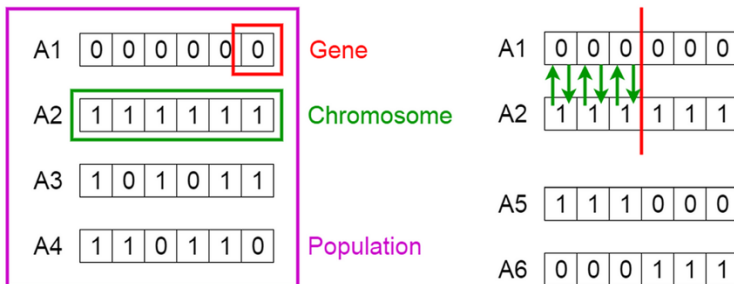 A1 0 0 0 0 0 0 Gene
A2 1 1 1 1 1 1 Chromosome
A3 1 0 1 0 1 1
A4 1 1 0 1 1 0 Population
A1 0 0 0 0 0 0
A2 1 1 1 1 1 1
A5 1 1 1 0 0 0
A6 0 0 0 1 1 1